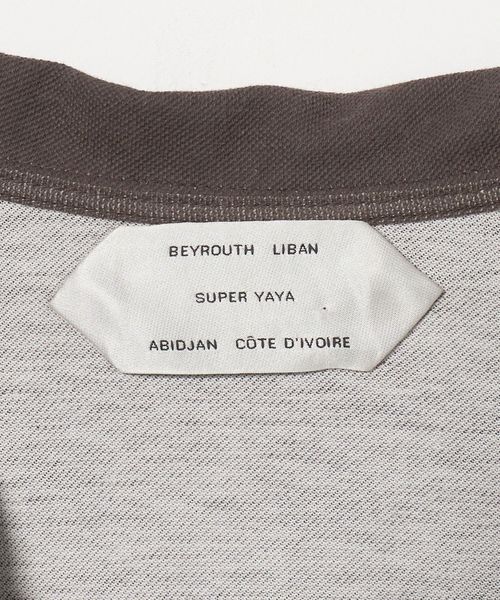 BEYROUTH LIBAN
SUPER YAYA
ABIDJAN CÔTE D'IVOIRE